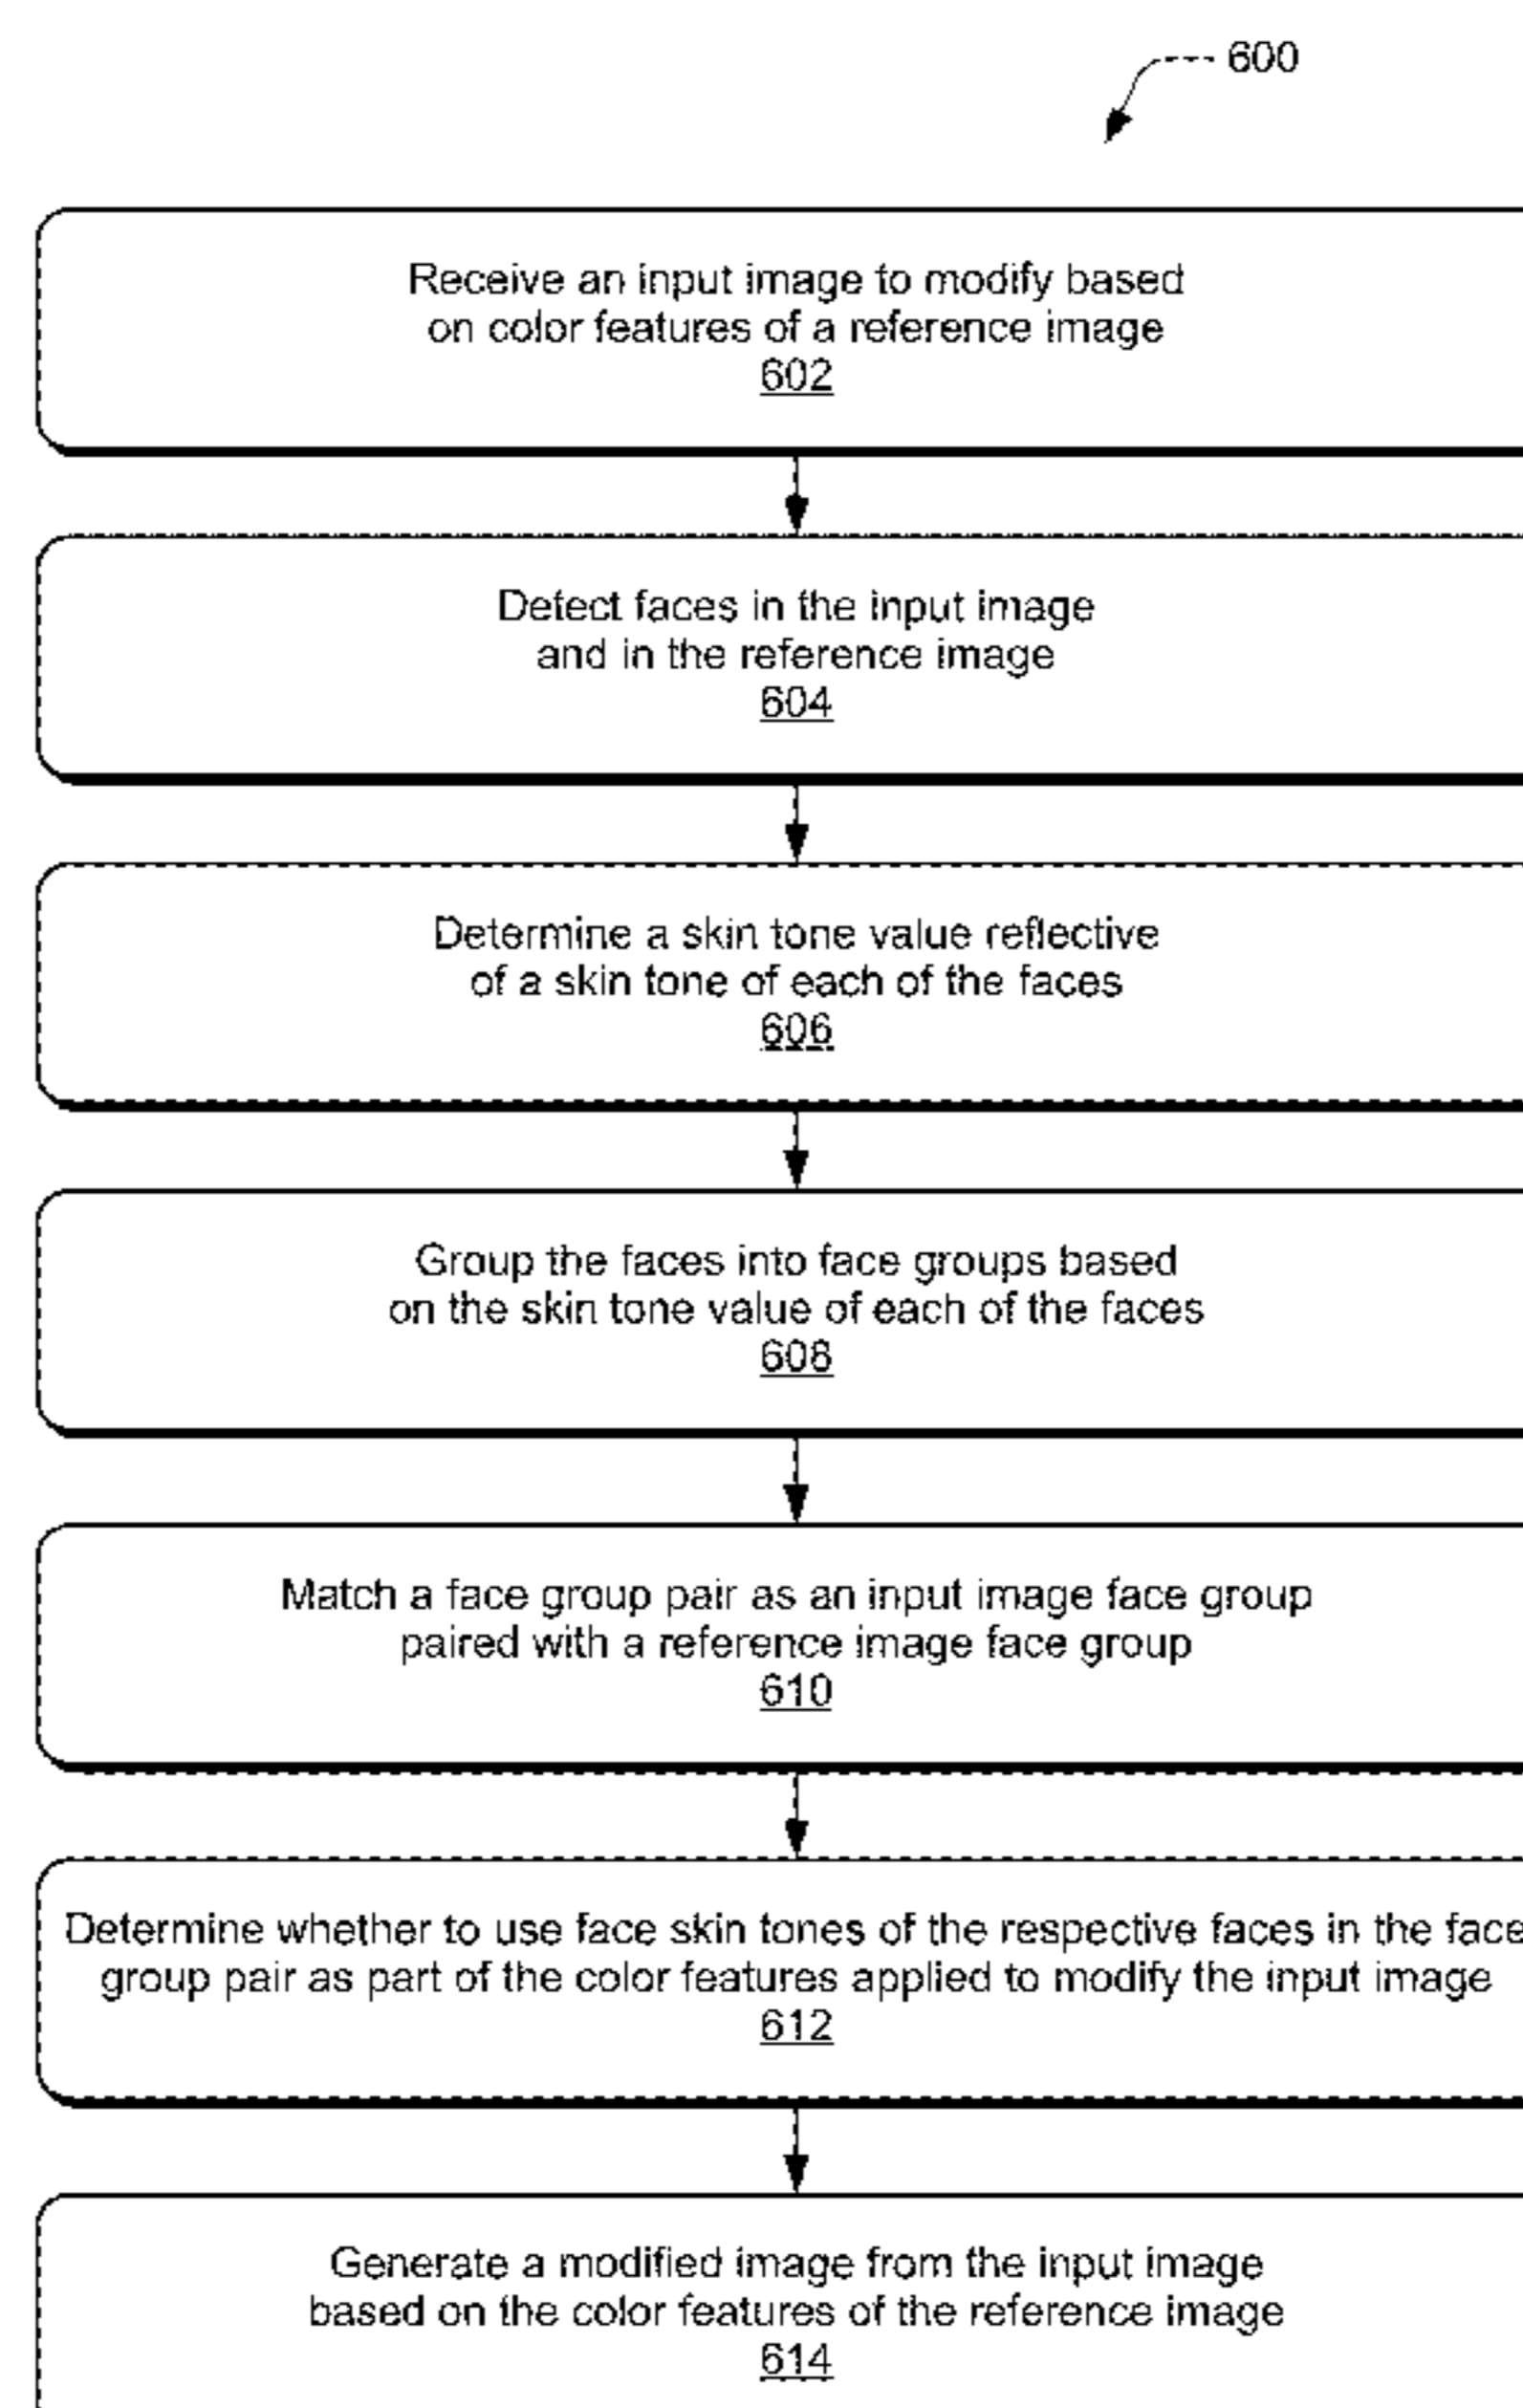 600
Receive an input image to modify based
on color features of a reference image
602
Detect faces in the input image
and in the reference image
604
Determine a skin tone value reflective
of a skin tone of each of the faces
606
Group the faces into face groups based
on the skin tone value of each of the faces
608
Match a face group pair as an input image face group
paired with a reference image face group
610
Determine whether to use face skin tones of the respective faces in the face
group pair as part of the color features applied to modify the input image
612
Generate a modified image from the input image
based on the color features of the reference image
614